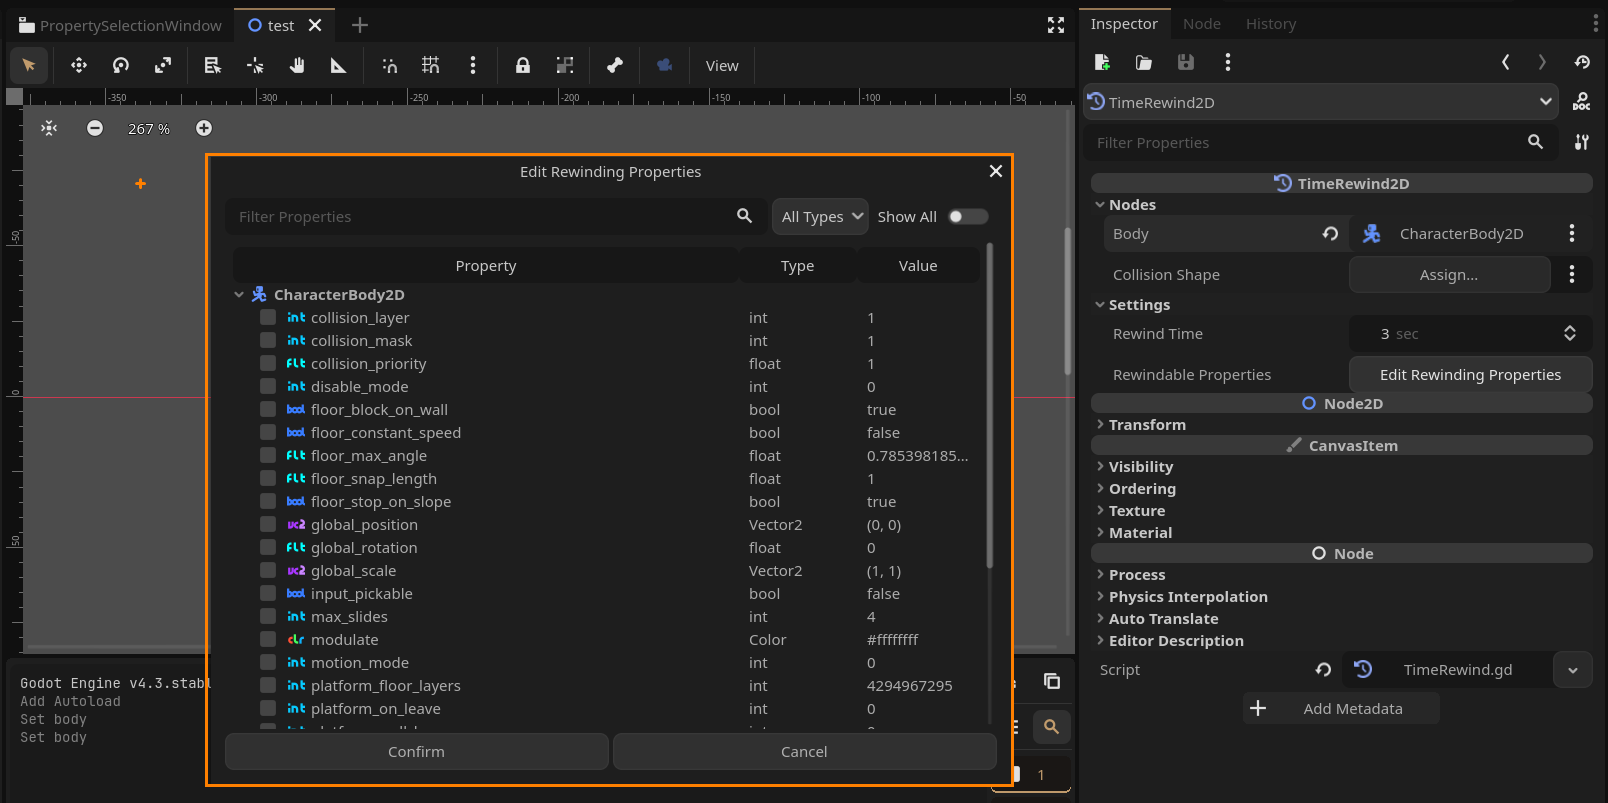 PropertySelectionWindow
test
View
-350
-300
-250
-200
-150
-100
-50
267 %
-50
0
50
Godot Engine v4.3.stabl
Add Autoload
Set body
Set body
1
Edit Rewinding Properties
Filter Properties
All Types
Show All
Property Type Value
CharacterBody2D
int collision_layer int 1
int collision_mask int 1
flt collision_priority float 1
int disable_mode int 0
bool floor_block_on_wall bool true
bool floor_constant_speed bool false
flt floor_max_angle float 0.785398185...
flt floor_snap_length float 1
bool floor_stop_on_slope bool true
vc2 global_position Vector2 (0, 0)
flt global_rotation float 0
vc2 global_scale Vector2 (1, 1)
bool input_pickable bool false
int max_slides int 4
clr modulate Color #ffffffff
int motion_mode int 0
int platform_floor_layers int 4294967295
int platform_on_leave int 0
Confirm
Cancel
Inspector
Node
History
TimeRewind2D
DOC
Filter Properties
TimeRewind2D
Nodes
Body
CharacterBody2D
Collision Shape
Assign...
Settings
Rewind Time
3 sec
Rewindable Properties
Edit Rewinding Properties
Node2D
Transform
CanvasItem
Visibility
Ordering
Texture
Material
Node
Process
Physics Interpolation
Auto Translate
Editor Description
Script
TimeRewind.gd
Add Metadata